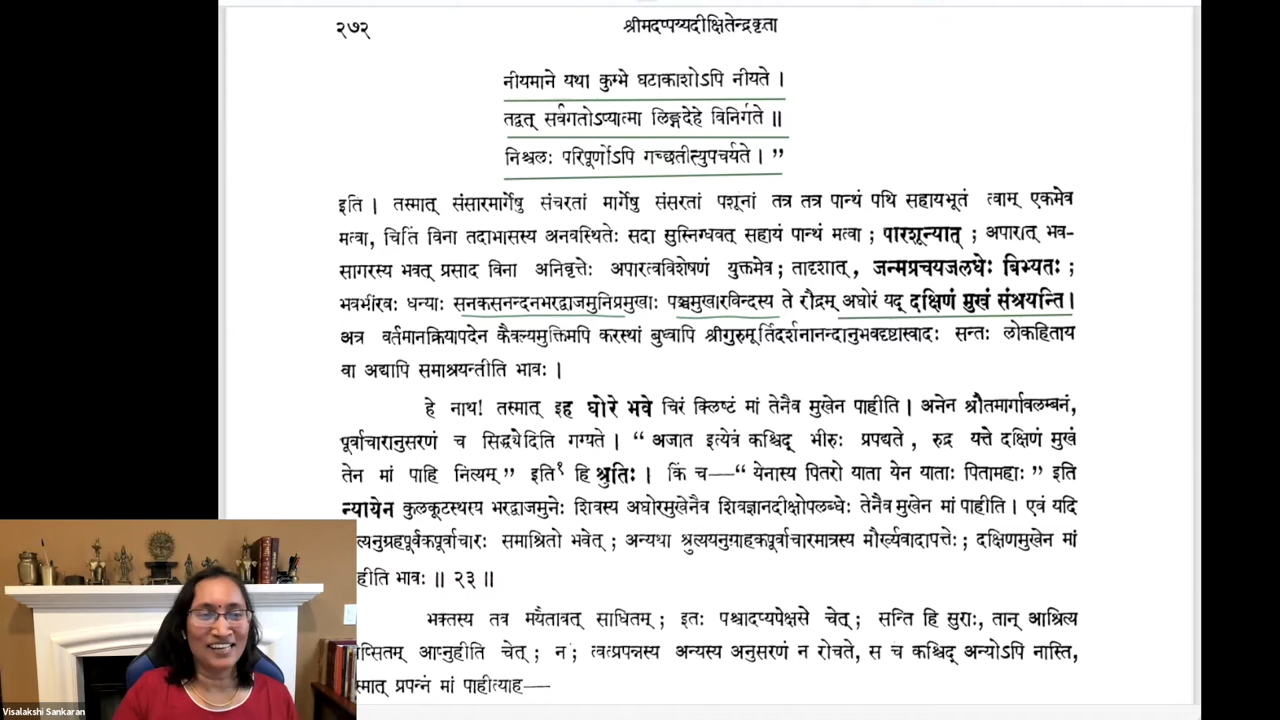 २७२
श्रीमदप्पय्यदीक्षितेन्द्रकृता
नीयमाने यथा कुम्भे घटाकाशोऽपि नीयते ।
तद्वत् सर्वगतोऽप्यात्मा लिङ्गदेहे विनिर्गते ॥
निश्चलः परिपूर्णोऽपि गच्छतीत्युपचर्यते । ”
इति । तस्मात् संसारमार्गेषु संचरतां मार्गेषु संसरतां पशूनां तत्र तत्र पान्थं पथि सहायभूतं त्वाम् एकमेव
मत्वा, चितिं विना तदाभासस्य अनवस्थितेः सदा सुस्निग्धवत् सहायं पान्थं मत्वा ; पारशून्यात् ; अपारात् भव-
सागरस्य भवत् प्रसाद विना अनिवृत्तेः अपारत्वविशेषणं युक्तमेव ; तादृशात्, जन्मप्रचयजलधेः बिभ्यतः ;
भवभीरवः धन्याः सनकसनन्दनभरद्वाजमुनिप्रमुखाः पञ्चमुखारविन्दस्य ते रौद्रम् अघोरं यद् दक्षिणं मुखं संश्रयन्ति ।
अत्र वर्तमानक्रियापदेन कैवल्यमुक्तिमपि करस्थां बुध्वापि श्रीगुरुमूर्तिदर्शनानन्दानुभवदृष्टास्वादः सन्तः लोकहिताय
वा अद्यापि समाश्रयन्तीति भावः ।
हे नाथ! तस्मात् इह घोरे भवे चिरं क्लिष्टं मां तेनैव मुखेन पाहीति । अनेन श्रौतमार्गावलम्बनं,
पूर्वाचारानुसरणं च सिद्ध्येदिति गम्यते । “ अजात इत्येवं कश्चिद् भीरुः प्रपद्यते , रुद्र यत्ते दक्षिणं मुखं
तेन मां पाहि नित्यम् ” इति१ हि श्रुतिः । किं च—“ येनास्य पितरो याता येन याताः पितामहाः ” इति
न्यायेन कुलकूटस्थस्य भरद्वाजमुनेः शिवस्य अघोरमुखेनैव शिवज्ञानदीक्षोपलब्धेः तेनैव मुखेन मां पाहीति । एवं यदि
त्यनुग्रहपूर्वकपूर्वाचारः समाश्रितो भवेत् ; अन्यथा श्रुत्यननुग्राहकपूर्वाचारमात्रस्य मौर्ख्यवादापत्तेः ; दक्षिणमुखेन मां
हीति भावः ॥ २३ ॥
भक्तस्य तव मयैतावत् साधितम् ; इतः पश्चादप्यपेक्षसे चेत् ; सन्ति हि सुराः, तान् आश्रित्य
प्सितम् आप्नुहीति चेत् ; न ; त्वत्प्रपन्नस्य अन्यस्य अनुसरणं न रोचते, स च कश्चिद् अन्योऽपि नास्ति,
स्मात् प्रपन्नं मां पाहीत्याह—
Visalakshi Sankaran